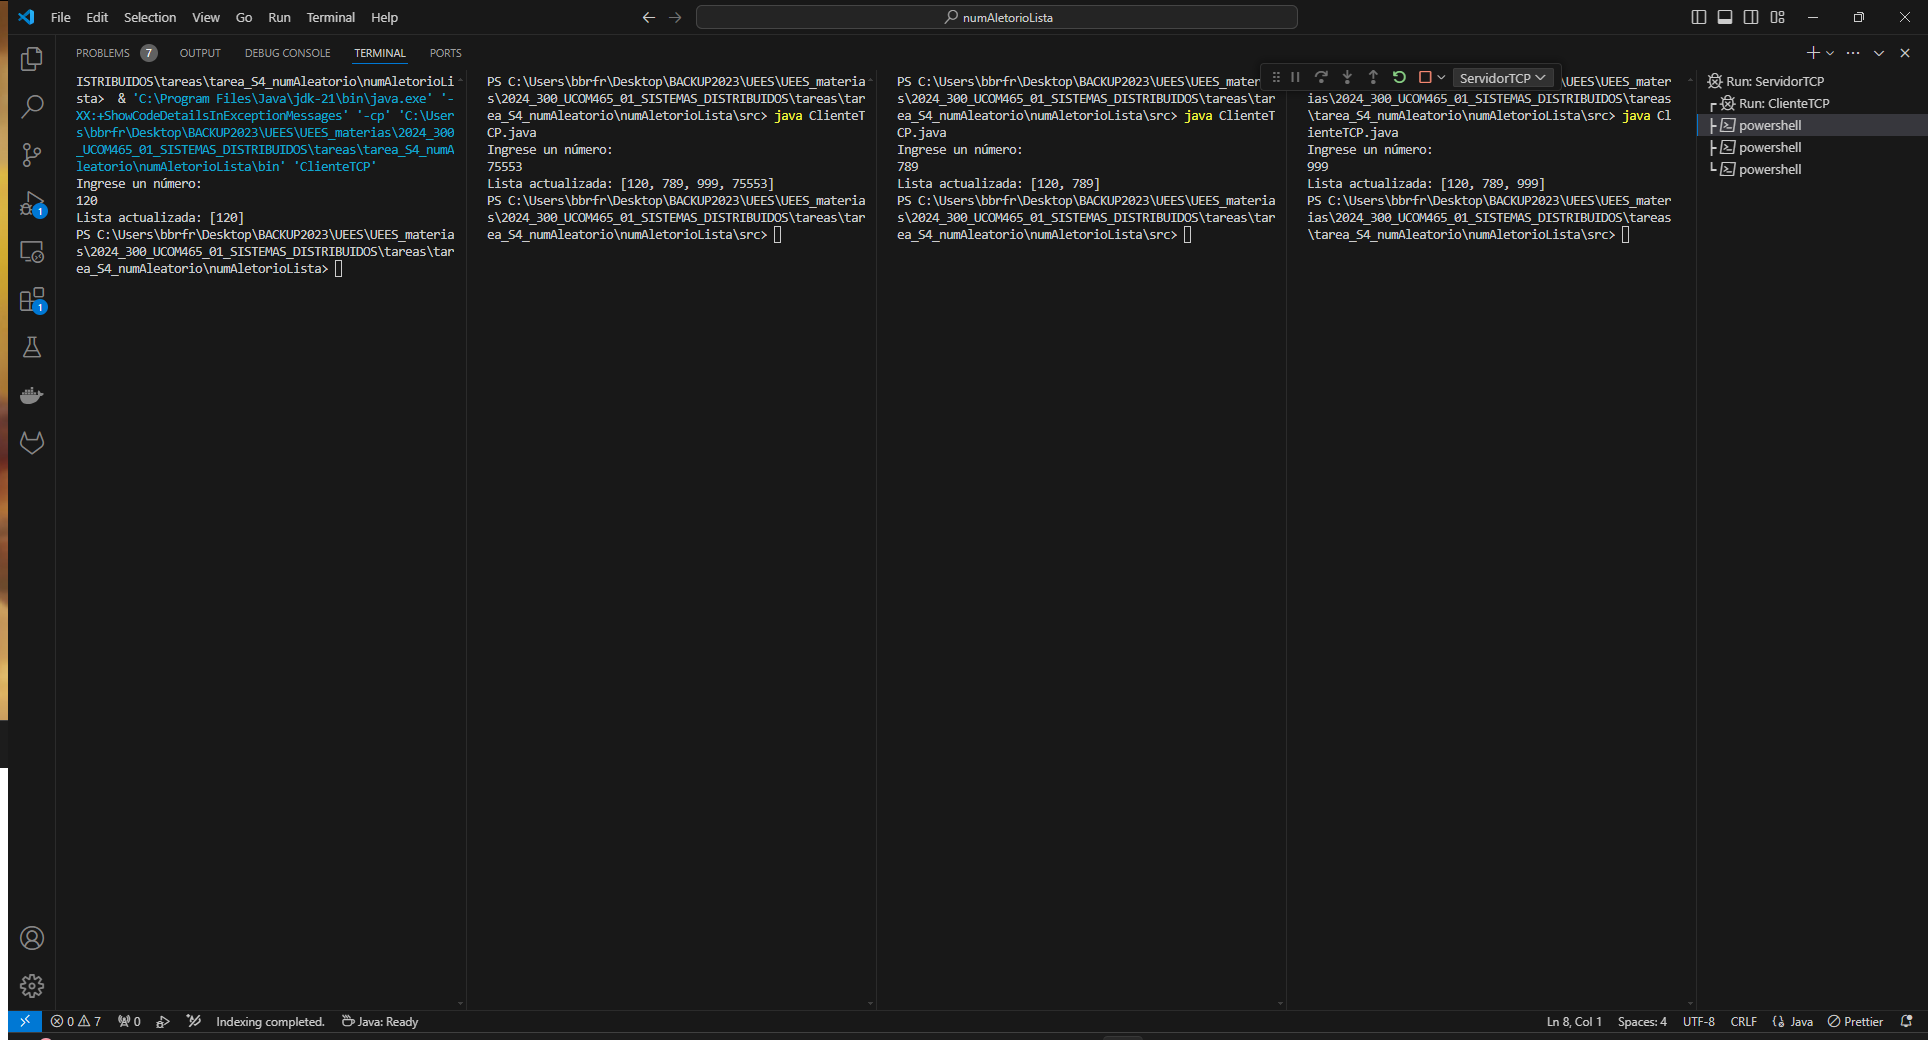 File Edit Selection View Go Run Terminal Help
numAletorioLista
PROBLEMS 7 OUTPUT DEBUG CONSOLE TERMINAL PORTS
ISTRIBUIDOS\tareas\tarea_S4_numAleatorio\numAletorioLi
sta> & 'C:\Program Files\Java\jdk-21\bin\java.exe' '-
XX:+ShowCodeDetailsInExceptionMessages' '-cp' 'C:\User
s\bbrfr\Desktop\BACKUP2023\UEES\UEES_materias\2024_300
_UCOM465_01_SISTEMAS_DISTRIBUIDOS\tareas\tarea_S4_numA
leatorio\numAletorioLista\bin' 'ClienteTCP'
Ingrese un número:
120
Lista actualizada: [120]
PS C:\Users\bbrfr\Desktop\BACKUP2023\UEES\UEES_materia
s\2024_300_UCOM465_01_SISTEMAS_DISTRIBUIDOS\tareas\tar
ea_S4_numAleatorio\numAletorioLista>
PS C:\Users\bbrfr\Desktop\BACKUP2023\UEES\UEES_materia
s\2024_300_UCOM465_01_SISTEMAS_DISTRIBUIDOS\tareas\tar
ea_S4_numAleatorio\numAletorioLista\src> java ClienteT
CP.java
Ingrese un número:
75553
Lista actualizada: [120, 789, 999, 75553]
PS C:\Users\bbrfr\Desktop\BACKUP2023\UEES\UEES_materia
s\2024_300_UCOM465_01_SISTEMAS_DISTRIBUIDOS\tareas\tar
ea_S4_numAleatorio\numAletorioLista\src>
PS C:\Users\bbrfr\Desktop\BACKUP2023\UEES\UEES_mater
s\2024_300_UCOM465_01_SISTEMAS_DISTRIBUIDOS\tareas\tar
ea_S4_numAleatorio\numAletorioLista\src> java ClienteT
CP.java
Ingrese un número:
789
Lista actualizada: [120, 789]
PS C:\Users\bbrfr\Desktop\BACKUP2023\UEES\UEES_materia
s\2024_300_UCOM465_01_SISTEMAS_DISTRIBUIDOS\tareas\tar
ea_S4_numAleatorio\numAletorioLista\src>
ServidorTCP
\UEES\UEES_mater
ias\2024_300_UCOM465_01_SISTEMAS_DISTRIBUIDOS\tareas
\tarea_S4_numAleatorio\numAletorioLista\src> java Cl
ienteTCP.java
Ingrese un número:
999
Lista actualizada: [120, 789, 999]
PS C:\Users\bbrfr\Desktop\BACKUP2023\UEES\UEES_mater
ias\2024_300_UCOM465_01_SISTEMAS_DISTRIBUIDOS\tareas
\tarea_S4_numAleatorio\numAletorioLista\src>
Run: ServidorTCP
Run: ClienteTCP
powershell
powershell
powershell
1
1
0 7 0 Indexing completed. Java: Ready Ln 8, Col 1 Spaces: 4 UTF-8 CRLF Java Prettier